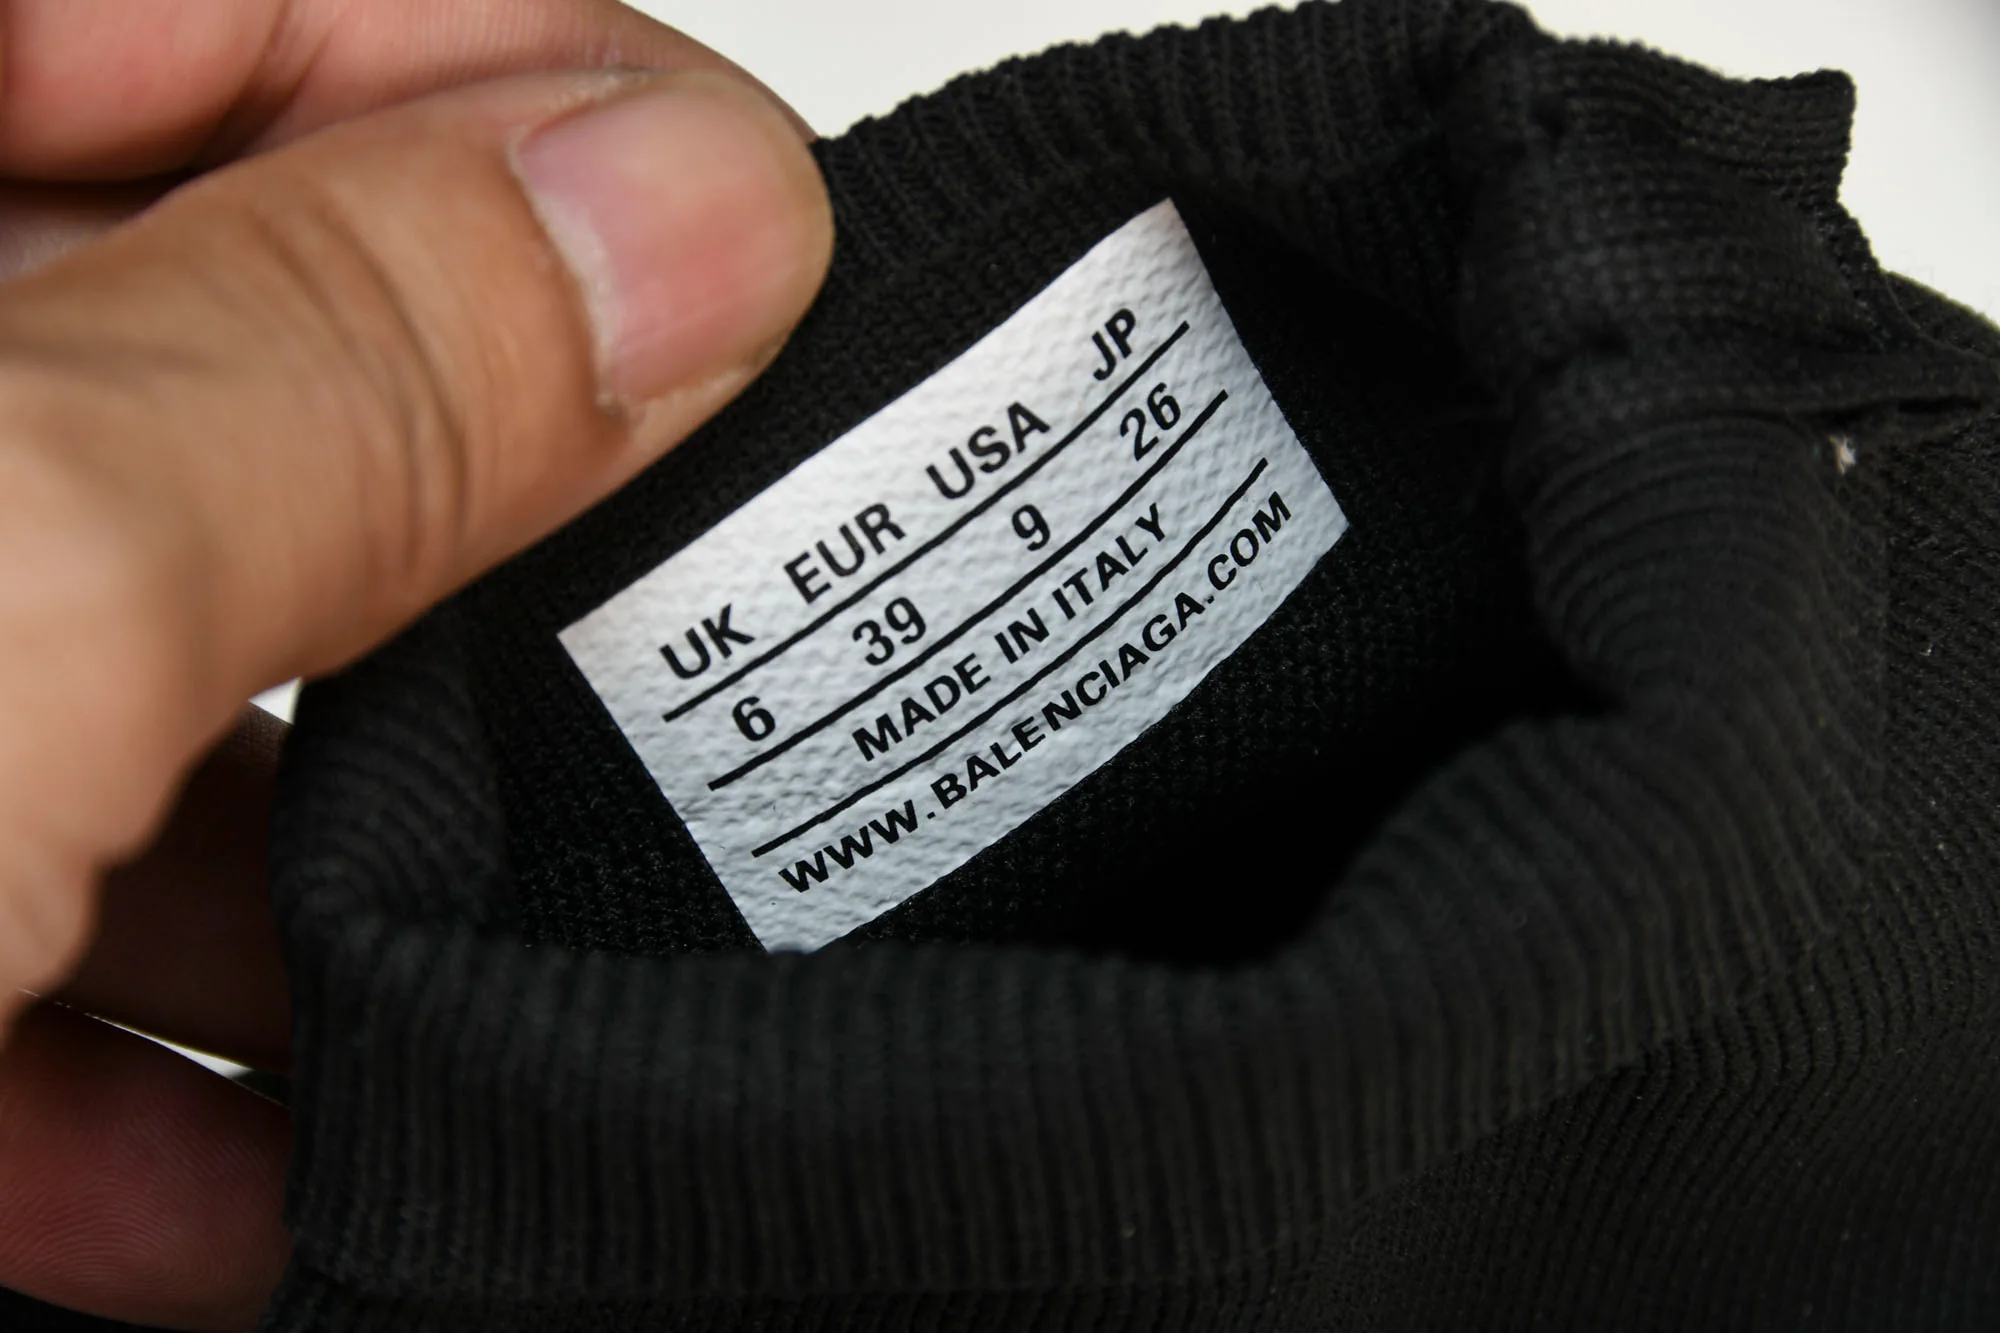 UK EUR USA JP
6 39 9 26
MADE IN ITALY
WWW.BALENCIAGA.COM